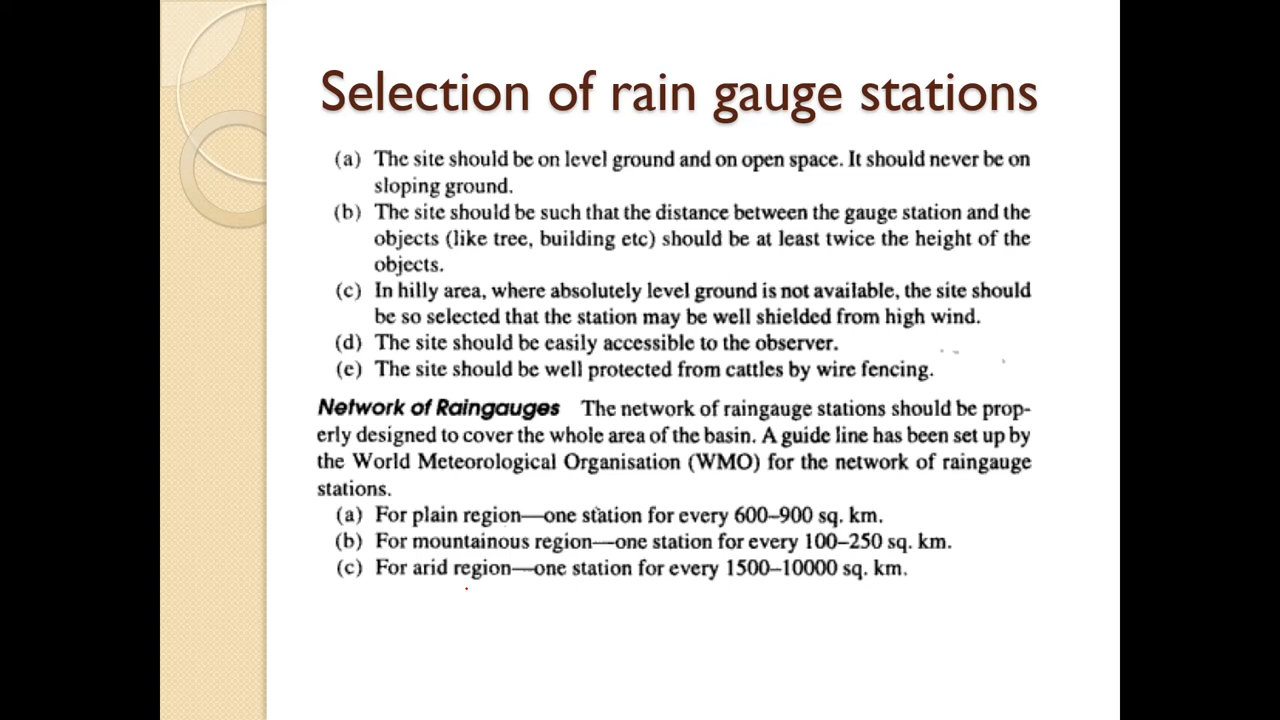 Selection of rain gauge stations
(a) The site should be on level ground and on open space. It should never be on
sloping ground.
(b) The site should be such that the distance between the gauge station and the
objects (like tree, building etc) should be at least twice the height of the
objects.
(c) In hilly area, where absolutely level ground is not available, the site should
be so selected that the station may be well shielded from high wind.
(d) The site should be easily accessible to the observer.
(e) The site should be well protected from cattles by wire fencing.
Network of Raingauges The network of raingauge stations should be prop-
erly designed to cover the whole area of the basin. A guide line has been set up by
the World Meteorological Organisation (WMO) for the network of raingauge
stations.
(a) For plain region—one station for every 600–900 sq. km.
(b) For mountainous region—one station for every 100–250 sq. km.
(c) For arid region—one station for every 1500–10000 sq. km.